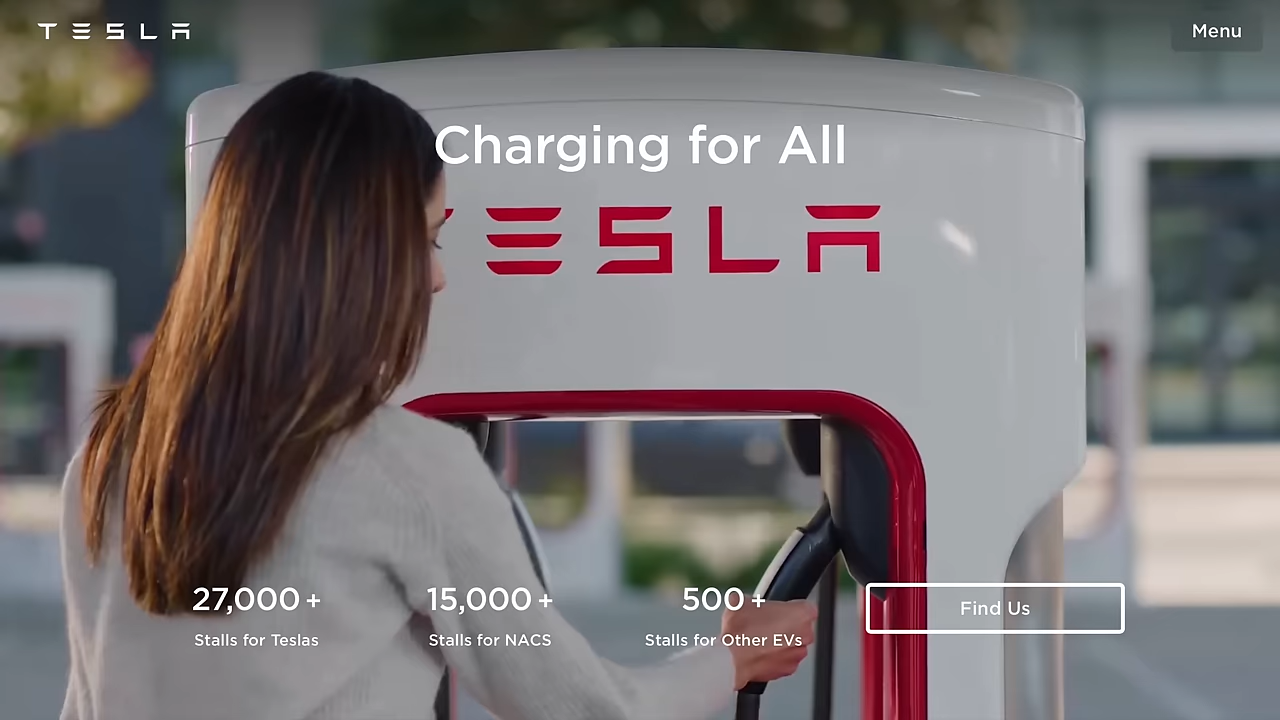 TESLA
Menu
Charging for All
TESLA
27,000+
Stalls for Teslas
15,000+
Stalls for NACS
500+
Stalls for Other EVs
Find Us